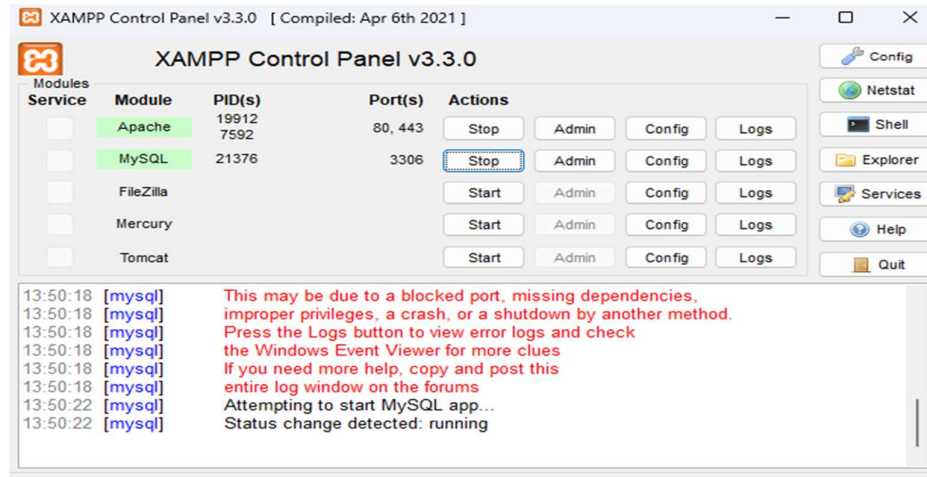 XAMPP Control Panel v3.3.0 [ Compiled: Apr 6th 2021 ]
XAMPP Control Panel v3.3.0
Config
Modules
Service Module PID(s) Port(s) Actions
Netstat
Apache 19912 7592 80, 443 Stop Admin Config Logs
Shell
MySQL 21376 3306 Stop Admin Config Logs
Explorer
FileZilla Start Admin Config Logs
Services
Mercury Start Admin Config Logs
Help
Tomcat Start Admin Config Logs
Quit
13:50:18 [mysql] This may be due to a blocked port, missing dependencies,
13:50:18 [mysql] improper privileges, a crash, or a shutdown by another method.
13:50:18 [mysql] Press the Logs button to view error logs and check
13:50:18 [mysql] the Windows Event Viewer for more clues
13:50:18 [mysql] If you need more help, copy and post this
13:50:18 [mysql] entire log window on the forums
13:50:22 [mysql] Attempting to start MySQL app...
13:50:22 [mysql] Status change detected: running